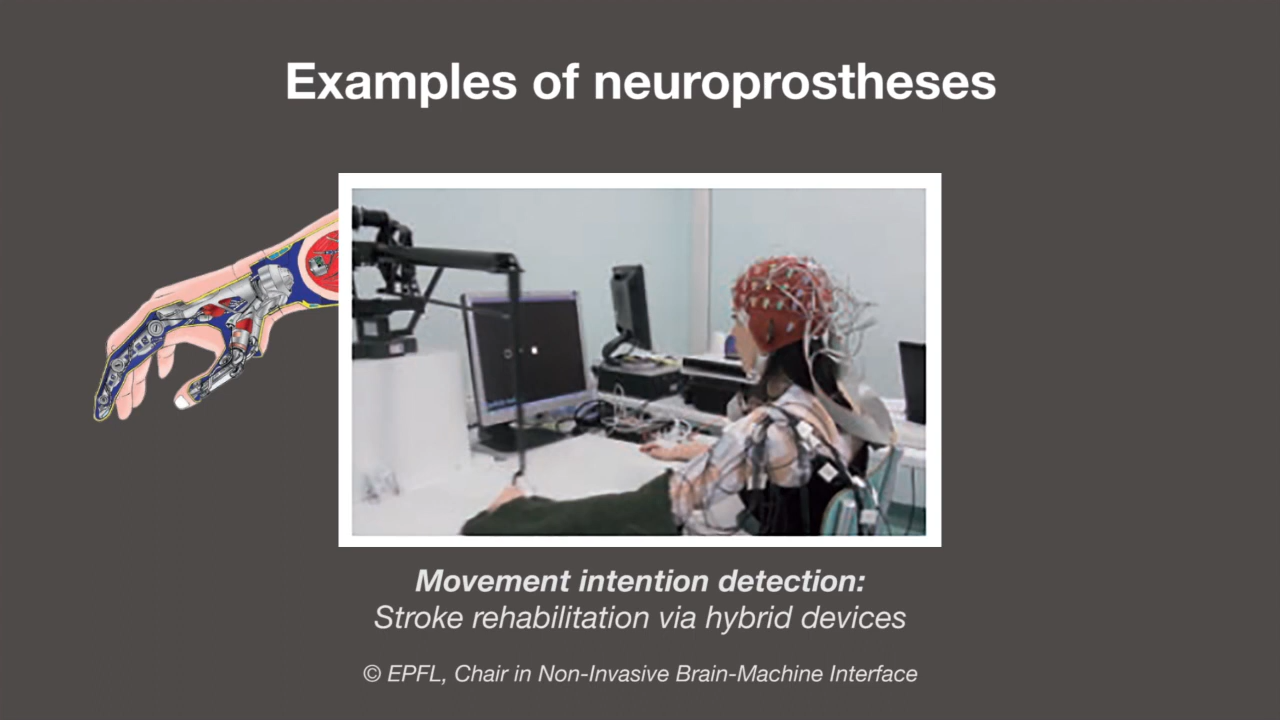 Examples of neuroprostheses
Movement intention detection:
Stroke rehabilitation via hybrid devices
© EPFL, Chair in Non-Invasive Brain-Machine Interface